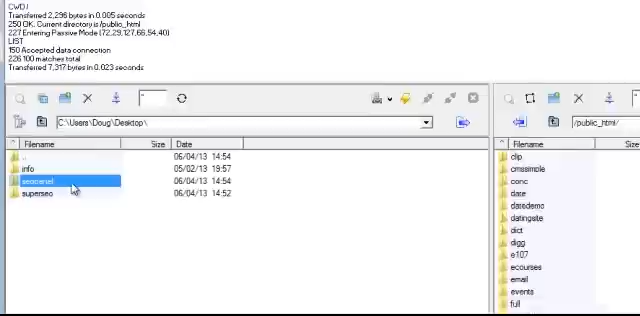 CWD /
Transferred 2,296 bytes in 0.005 seconds
250 OK. Current directory is /public_html
227 Entering Passive Mode (72,29,127,66,54,40)
LIST
150 Accepted data connection
226 100 matches total
Transferred 7,317 bytes in 0.023 seconds
C:\Users\Doug\Desktop\
/public_html/
^ Filename Size Date
^ Filename Size
.. 06/04/13 14:54
info 05/02/13 19:57
seopanel 06/04/13 14:54
superseo 06/04/13 14:52
clip
cmssimple
conc
dase
datedemo
datingsite
dict
digg
e107
ecourses
email
events
full